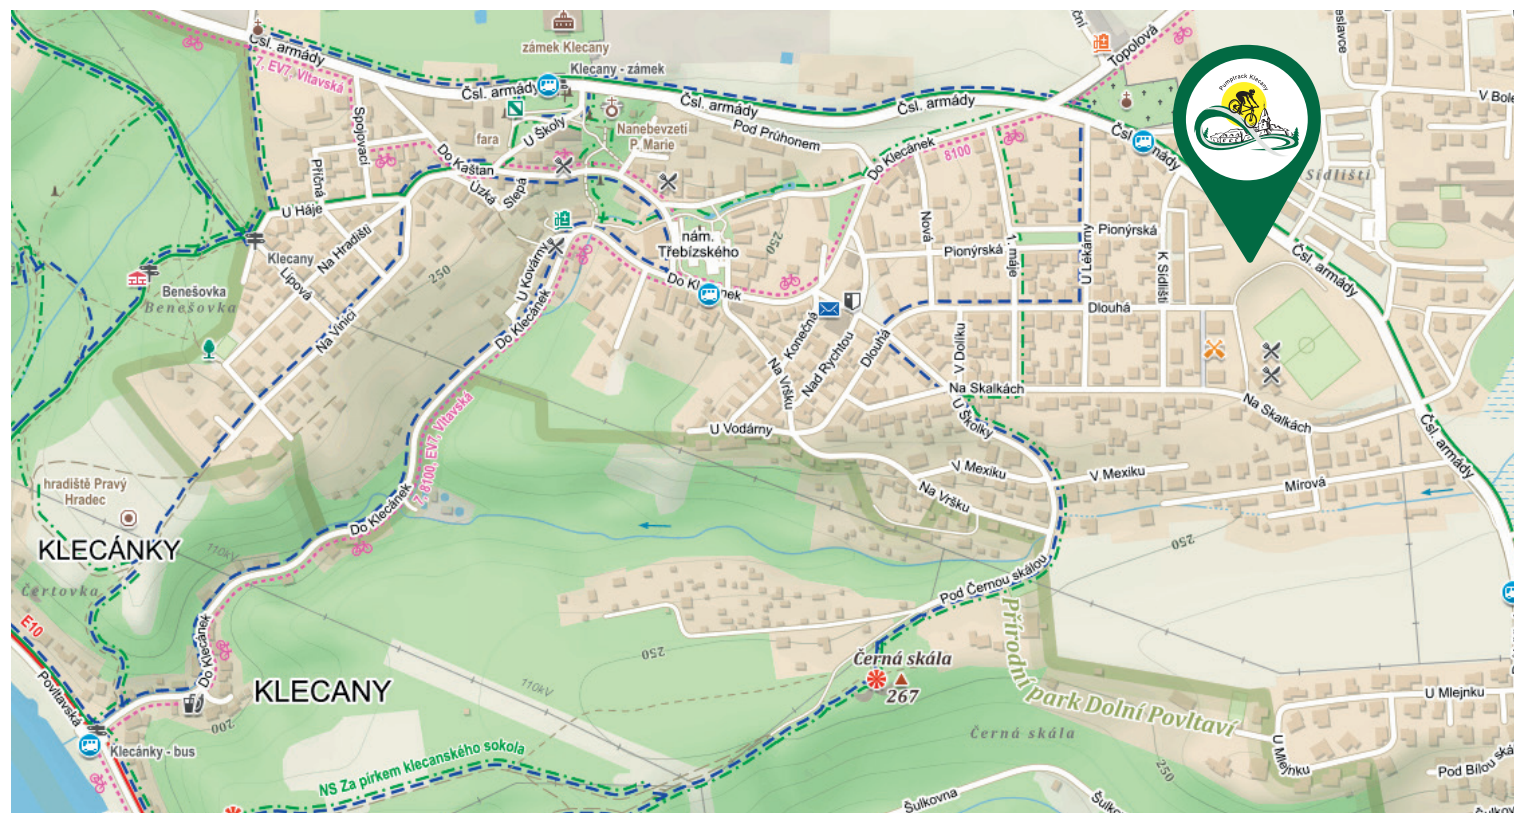 Čsl. armády
7, EV7, Vltavská
zámek Klecany
Klecany - zámek
Čsl. armády
Čsl. armády
Čsl. armády
Topolová
Pumptrack Klecany
Čsl
Sídliště
Spojovací
fara
U Školy
Nanebevzetí
P. Marie
Pod Průhonem
Do Klecánek
8100
Příčná
Do Kaštan
Úzká
Slepá
U Háje
Na Hradišti
Klecany
Lipová
250
U Kovárny
nám.
Třebízského
250
Nová
Pionýrská
1. máje
Pionýrská
U Lékárny
K Sídlišti
Čsl. armády
Benešovka
Benešovka
Na Vinici
Do Klecánek
Konečná
Nad Rychtou
Dlouhá
Dlouhá
V Dolíku
Na Vršku
Na Skalkách
Na Skalkách
U Vodárny
U Školky
Čsl. armády
7, 8100, EV7, Vltavská
V Mexiku
V Mexiku
Na Vršku
Mírová
hradiště Pravý
Hradec
Do Klecánek
KLECÁNKY
110kV
250
Čertovka
Pod Černou skálou
E10
Do Klecánek
250
Přírodní park Dolní Povltaví
Černá skála
267
Povltavská
KLECANY
110kV
200
U Mlejnku
Černá skála
U Mlejnku
250
Klecánky - bus
NS Za pírkem klecanského sokola
Pod Bílou
Šulkovna